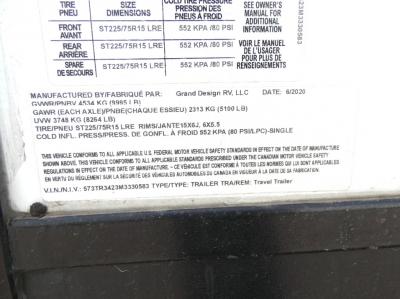 TIRE SIZE COLD TIRE PRESSURE SEE OWNER'S
PNEU DIMENSIONS PRESSION DES MANUAL FOR
PNEUS À FROID ADDITIONAL
INFORMATION
FRONT
AVANT ST225/75R15 LRE 552 KPA /80 PSI
VOIR LE MANUEL
REAR
ARRIÈRE ST225/75R15 LRE 552 KPA /80 PSI
DE L'USAGER
POUR PLUS DE
SPARE
DE SECOURS ST225/75R15 LRE 552 KPA /80 PSI
RENSEIGNEMENTS
MANUFACTURED BY/FABRIQUÉ PAR: Grand Design RV, LLC DATE: 6/2020
GVWR/PNBV 4534 KG (9995 LB)
GAWR (EACH AXLE)/PNBE(CHAQUE ESSIEU) 2313 KG (5100 LB)
UVW 3748 KG (8264 LB)
TIRE/PNEU ST225/75R15 LRE RIMS/JANTE15X6J, 6X5.5
COLD INFL. PRESS/PRESS. DE GONFL. À FROID 552 KPA (80 PSI/LPC)-SINGLE
THIS VEHICLE CONFORMS TO ALL APPLICABLE U.S. FEDERAL MOTOR VEHICLE SAFETY STANDARDS IN EFFECT ON THE DATE OF MANUFACTURE
THIS VEHICLE CONFORMS TO ALL APPLICABLE STANDARDS PRESCRIBED UNDER THE CANADIAN MOTOR VEHICLE SAFETY
REGULATIONS IN EFFECT ON THE DATE OF MANUFACTURE - CE VÉHICULE EST CONFORME À TOUTES LES NORMES QUI LUI SONT APPLICABLES
EN VERTU DU RÈGLEMENT SUR LA SÉCURITÉ DES VÉHICULES AUTOMOBILES DU CANADA EN VIGUEUR À LA DATE DE SA FABRICATION.
V.I.N./N.I.V.: 573TR3423M3330583 TYPE/TYPE: TRAILER TRA/REM: Travel Trailer